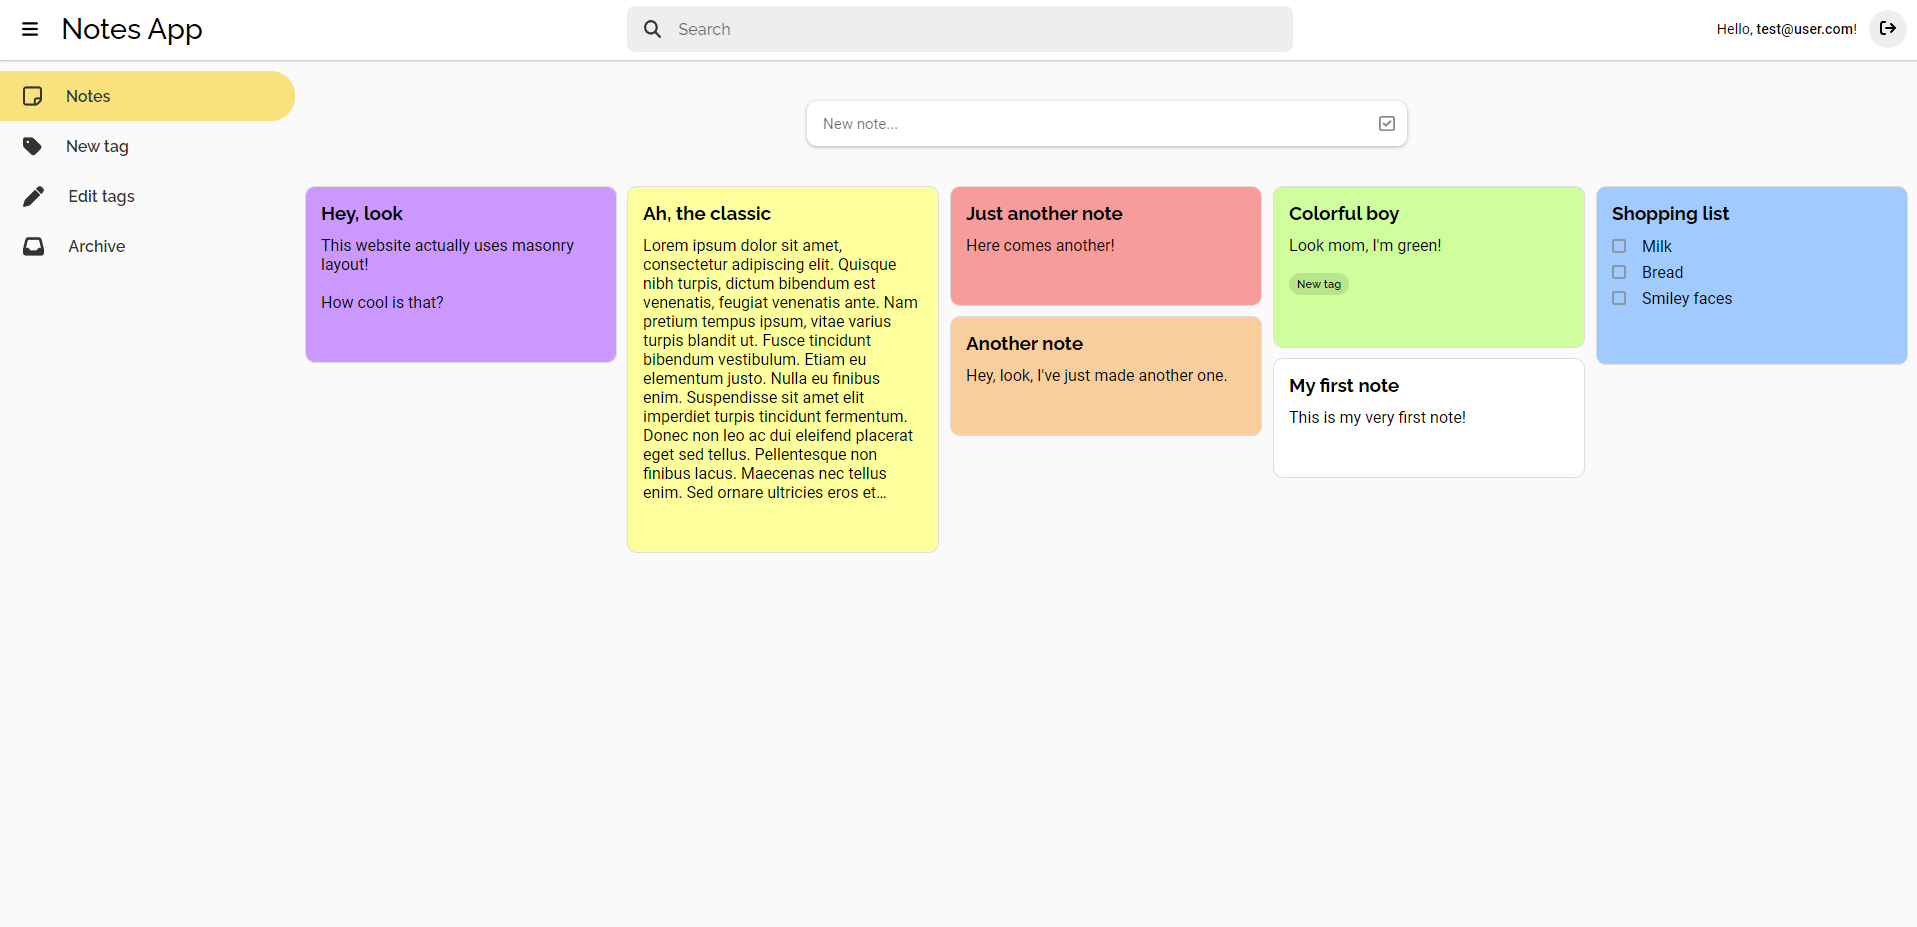 Notes App
Search
Hello, test@user.com!
Notes
New tag
Edit tags
Archive
New note...
Hey, look
This website actually uses masonry
layout!
How cool is that?
Ah, the classic
Lorem ipsum dolor sit amet,
consectetur adipiscing elit. Quisque
nibh turpis, dictum bibendum est
venenatis, feugiat venenatis ante. Nam
pretium tempus ipsum, vitae varius
turpis blandit ut. Fusce tincidunt
bibendum vestibulum. Etiam eu
elementum justo. Nulla eu finibus
enim. Suspendisse sit amet elit
imperdiet turpis tincidunt fermentum.
Donec non leo ac dui eleifend placerat
eget sed tellus. Pellentesque non
finibus lacus. Maecenas nec tellus
enim. Sed ornare ultricies eros et...
Just another note
Here comes another!
Another note
Hey, look, I've just made another one.
Colorful boy
Look mom, I'm green!
New tag
My first note
This is my very first note!
Shopping list
Milk
Bread
Smiley faces